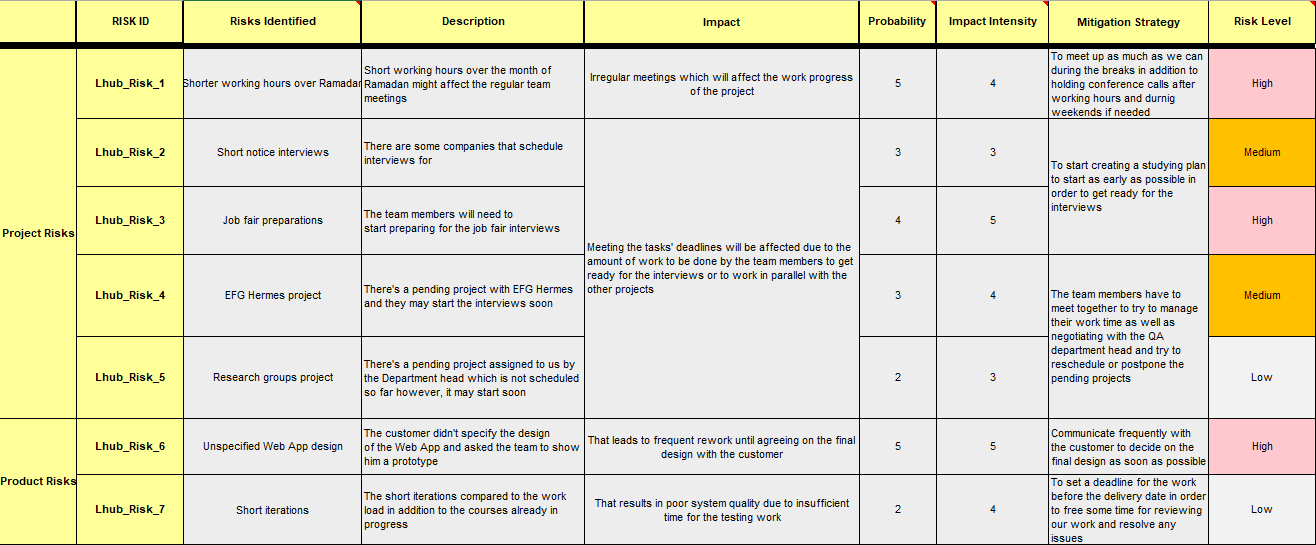 RISK ID
Risks Identified
Description
Impact
Probability
Impact Intensity
Mitigation Strategy
Risk Level
Project Risks
Lhub_Risk_1
Shorter working hours over Ramadan
Short working hours over the month of
Ramadan might affect the regular team
meetings
Irregular meetings which will affect the work progress
of the project
5
4
To meet up as much as we can
during the breaks in addition to
holding conference calls after
working hours and durnig
weekends if needed
High
Lhub_Risk_2
Short notice interviews
There are some companies that schedule
interviews for
Meeting the tasks' deadlines will be affected due to the
amount of work to be done by the team members to get
ready for the interviews or to work in parallel with the
other projects
3
3
To start creating a studying plan
to start as early as possible in
order to get ready for the
interviews
Medium
Lhub_Risk_3
Job fair preparations
The team members will need to
start preparing for the job fair interviews
4
5
High
Lhub_Risk_4
EFG Hermes project
There's a pending project with EFG Hermes
and they may start the interviews soon
3
4
The team members have to
meet together to try to manage
their work time as well as
negotiating with the QA
department head and try to
reschedule or postpone the
pending projects
Medium
Lhub_Risk_5
Research groups project
There's a pending project assigned to us by
the Department head which is not scheduled
so far however, it may start soon
2
3
Low
Product Risks
Lhub_Risk_6
Unspecified Web App design
The customer didn't specify the design
of the Web App and asked the team to show
him a prototype
That leads to frequent rework until agreeing on the final
design with the customer
5
5
Communicate frequently with
the customer to decide on the
final design as soon as possible
High
Lhub_Risk_7
Short iterations
The short iterations compared to the work
load in addition to the courses already in
progress
That results in poor system quality due to insufficient
time for the testing work
2
4
To set a deadline for the work
before the delivery date in order
to free some time for reviewing
our work and resolve any
issues
Low